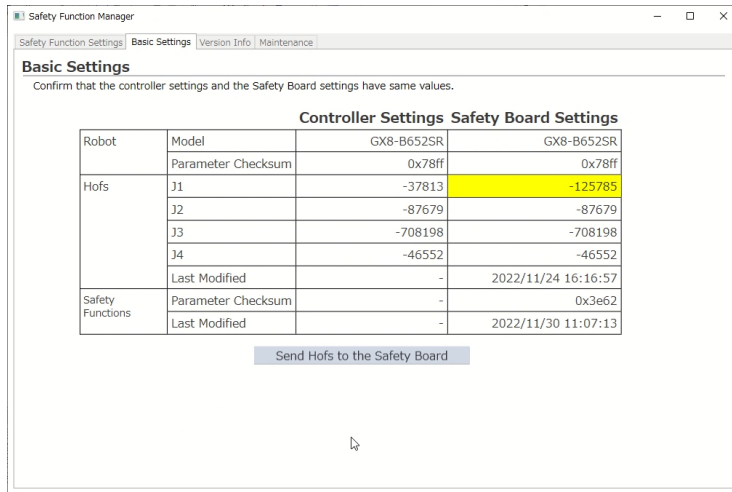 Safety Function Manager
Safety Function Settings Basic Settings Version Info Maintenance
Basic Settings
Confirm that the controller settings and the Safety Board settings have same values.
Controller Settings Safety Board Settings
Robot Model GX8-B652SR GX8-B652SR
Parameter Checksum 0x78ff 0x78ff
Hofs J1 -37813 -125785
J2 -87679 -87679
J3 -708198 -708198
J4 -46552 -46552
Last Modified - 2022/11/24 16:16:57
Safety Functions Parameter Checksum - 0x3e62
Last Modified - 2022/11/30 11:07:13
Send Hofs to the Safety Board